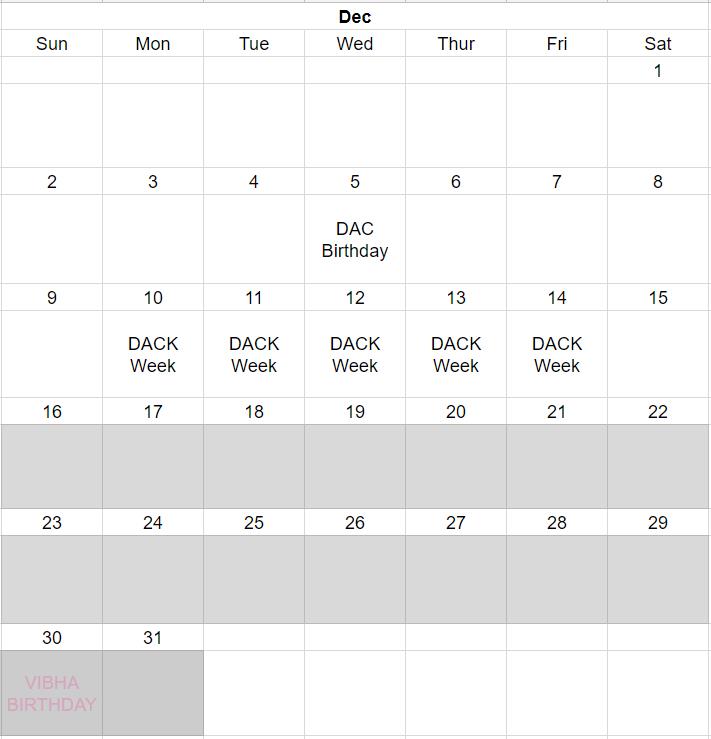 Dec
Sun Mon Tue Wed Thur Fri Sat
1
2 3 4 5 6 7 8
DAC
Birthday
9 10 11 12 13 14 15
DACK DACK DACK DACK DACK
Week Week Week Week Week
16 17 18 19 20 21 22
23 24 25 26 27 28 29
30 31
VIBHA
BIRTHDAY